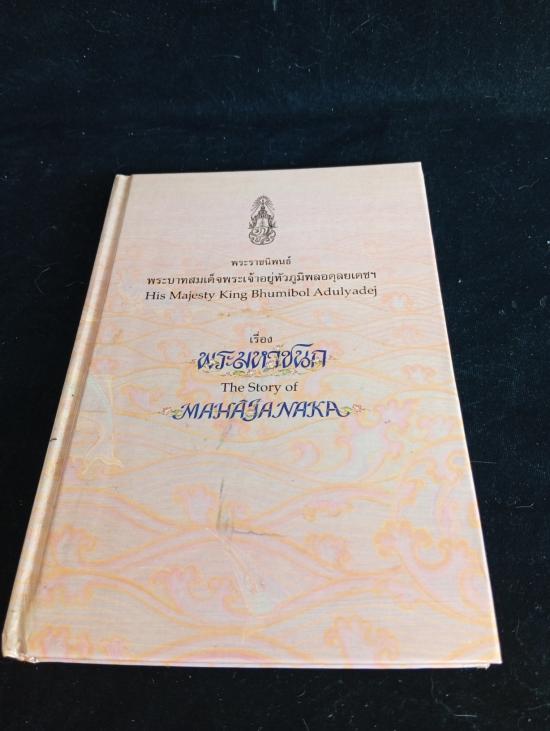 พระราชนิพนธ์
พระบาทสมเด็จพระเจ้าอยู่หัวภูมิพลอดุลยเดชฯ
His Majesty King Bhumibol Adulyadej
เรื่อง
พระมหาชนก
The Story of
MAHĀJANAKA